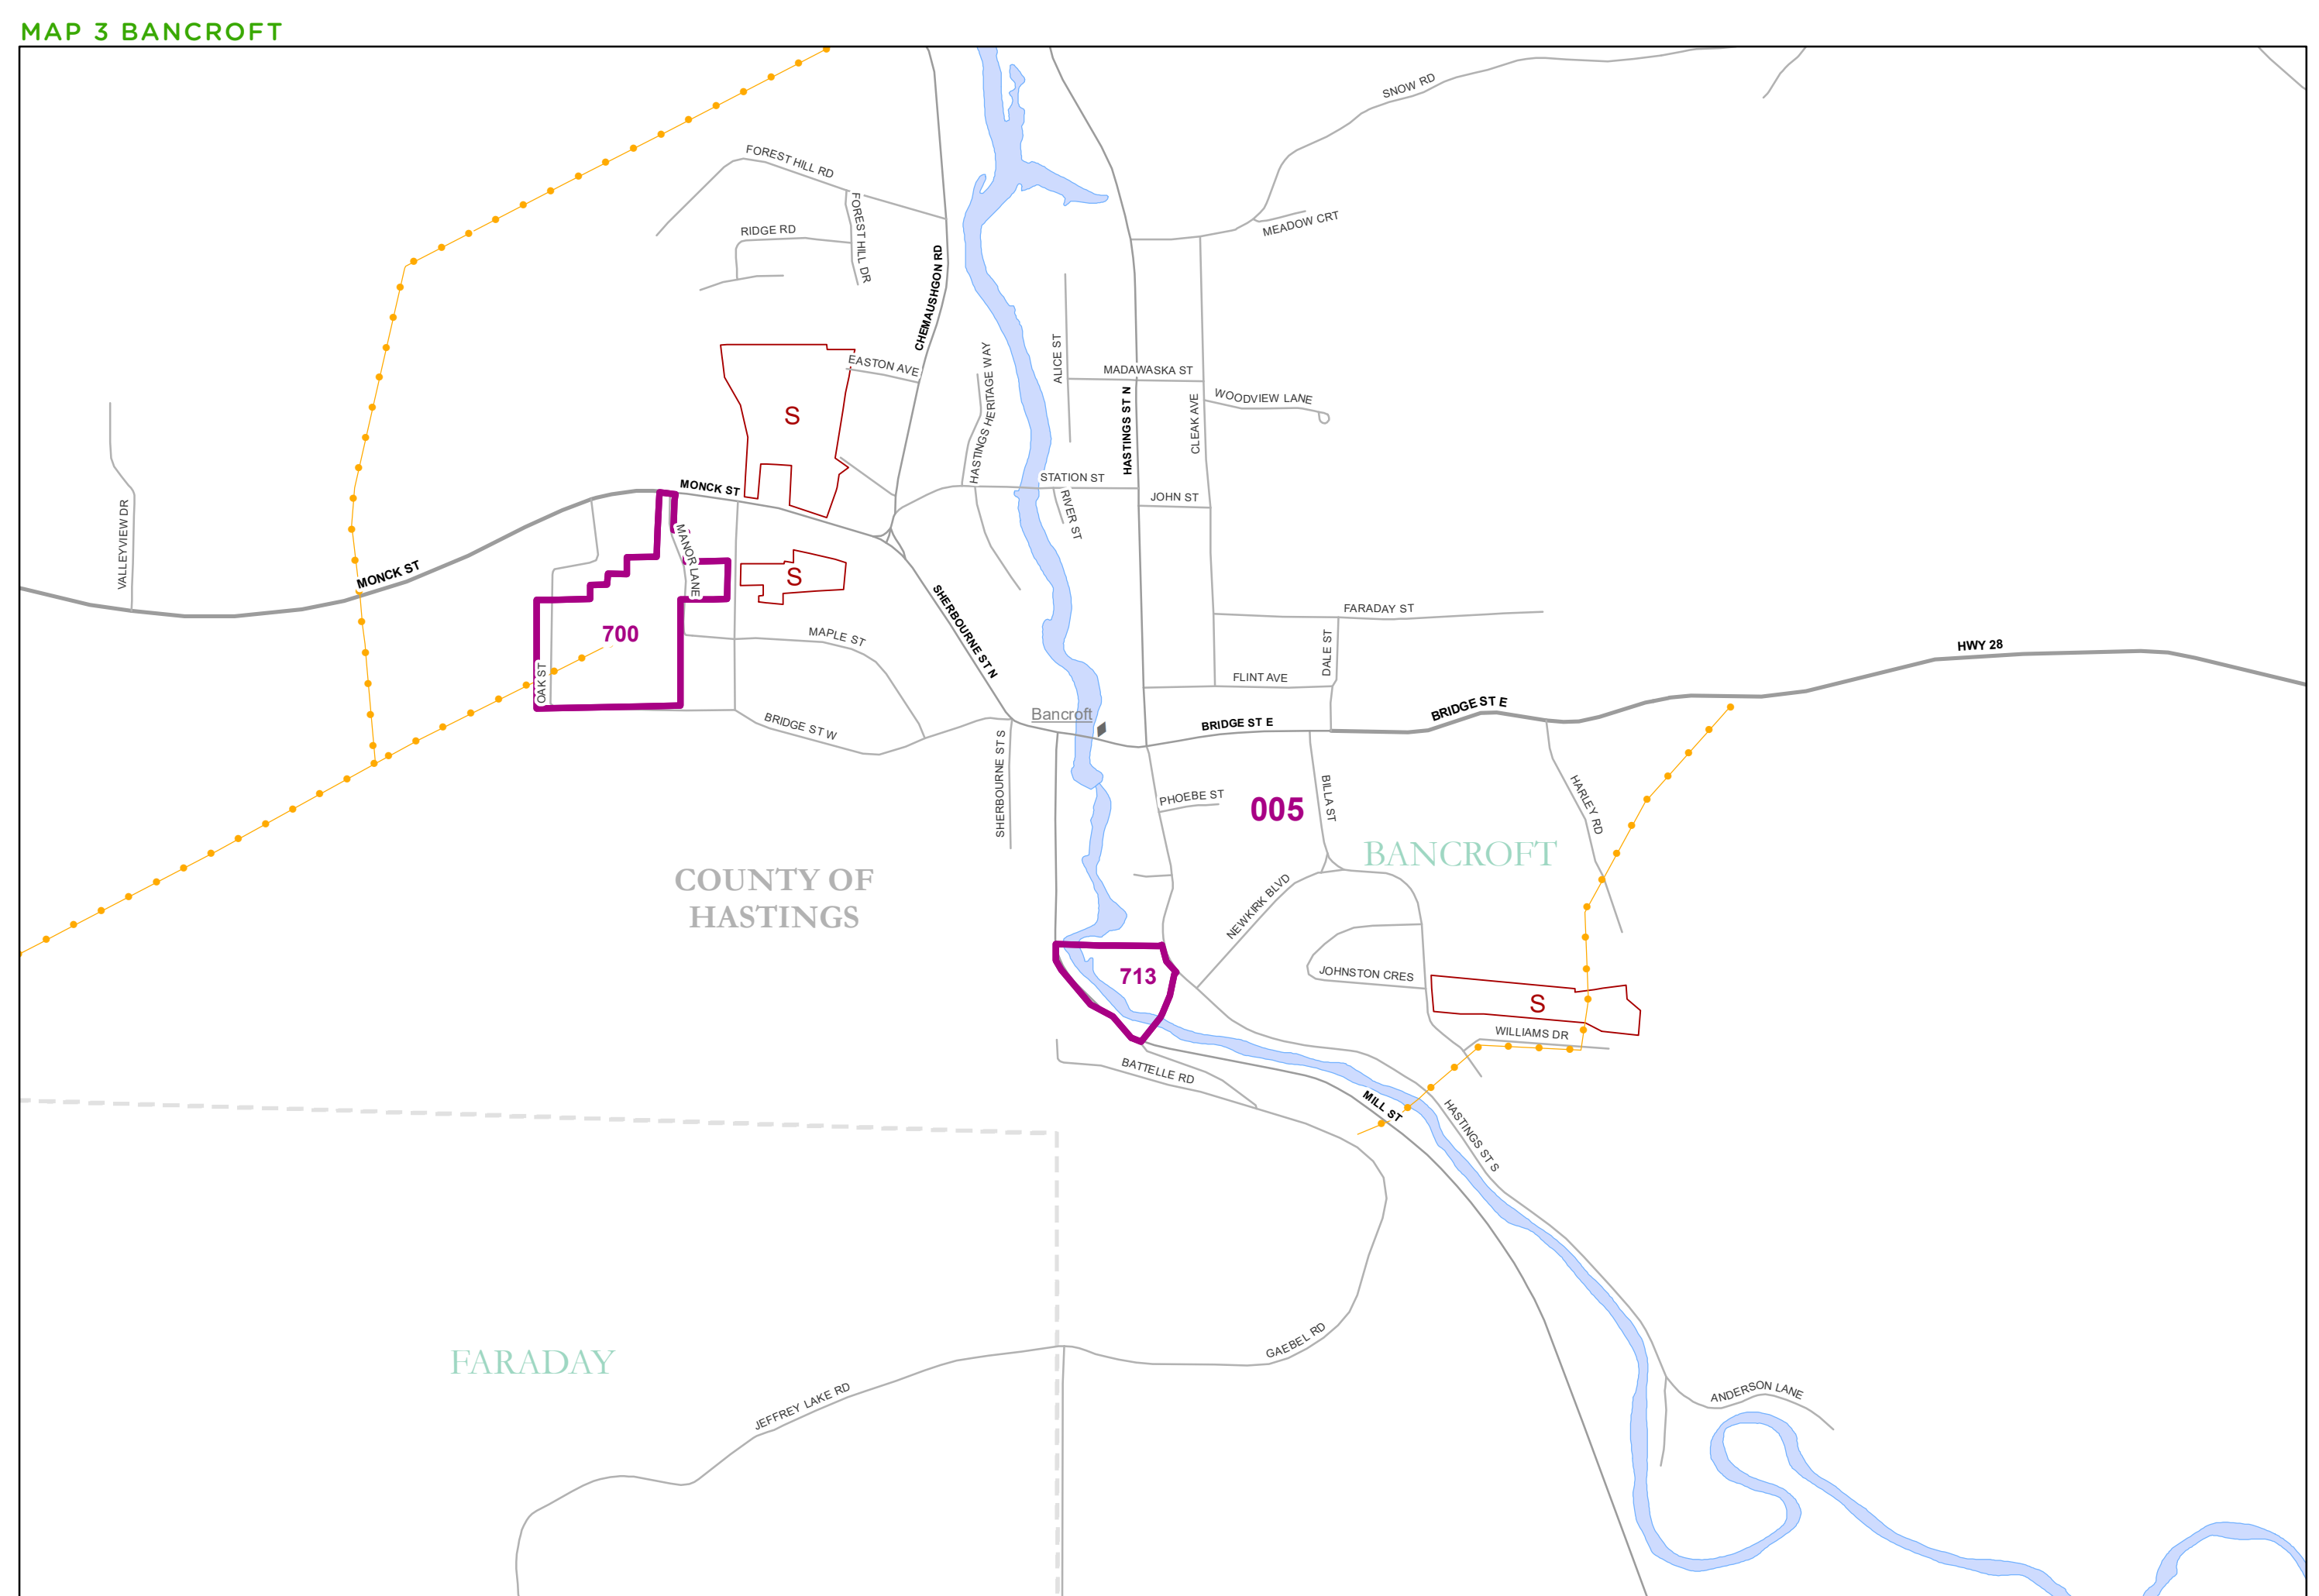 MAP 3 BANCROFT
SNOW RD
FOREST HILL RD
FOREST HILL DR
MEADOW CRT
RIDGE RD
CHEMAUSHGON RD
EASTON AVE
HASTINGS HERITAGE WAY
ALICE ST
MADAWASKA ST
HASTINGS ST N
CLEAK AVE
WOODVIEW LANE
S
MONCK ST
STATION ST
RIVER ST
JOHN ST
VALLEYVIEW DR
MONCK ST
MANOR LANE
S
SHERBOURNE ST N
FARADAY ST
700
MAPLE ST
DALE ST
HWY 28
OAK ST
FLINT AVE
BRIDGE ST W
Bancroft
BRIDGE ST E
BRIDGE ST E
SHERBOURNE ST S
PHOEBE ST
005
BILLA ST
HARLEY RD
BANCROFT
COUNTY OF
HASTINGS
NEWKIRK BLVD
713
JOHNSTON CRES
S
WILLIAMS DR
BATTELLE RD
MILL ST
HASTINGS ST S
FARADAY
GAEBEL RD
JEFFREY LAKE RD
ANDERSON LANE